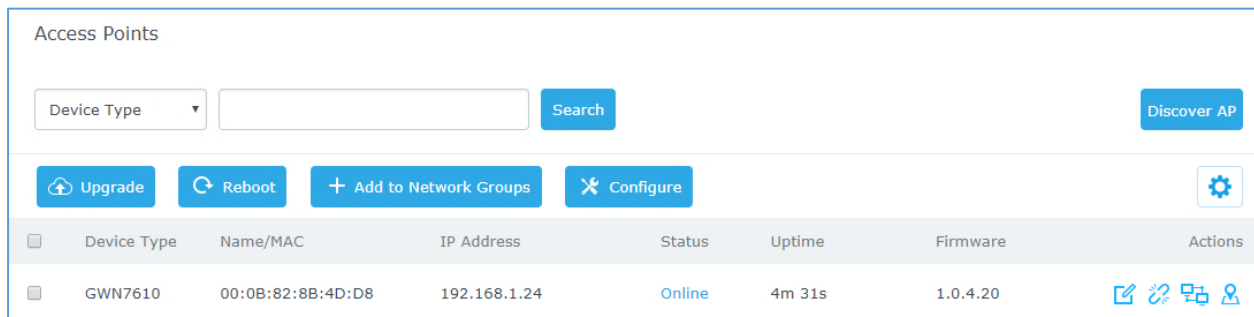 Access Points
Device Type Search Discover AP
Upgrade Reboot + Add to Network Groups Configure
Device Type Name/MAC IP Address Status Uptime Firmware Actions
GWN7610 00:0B:82:8B:4D:D8 192.168.1.24 Online 4m 31s 1.0.4.20